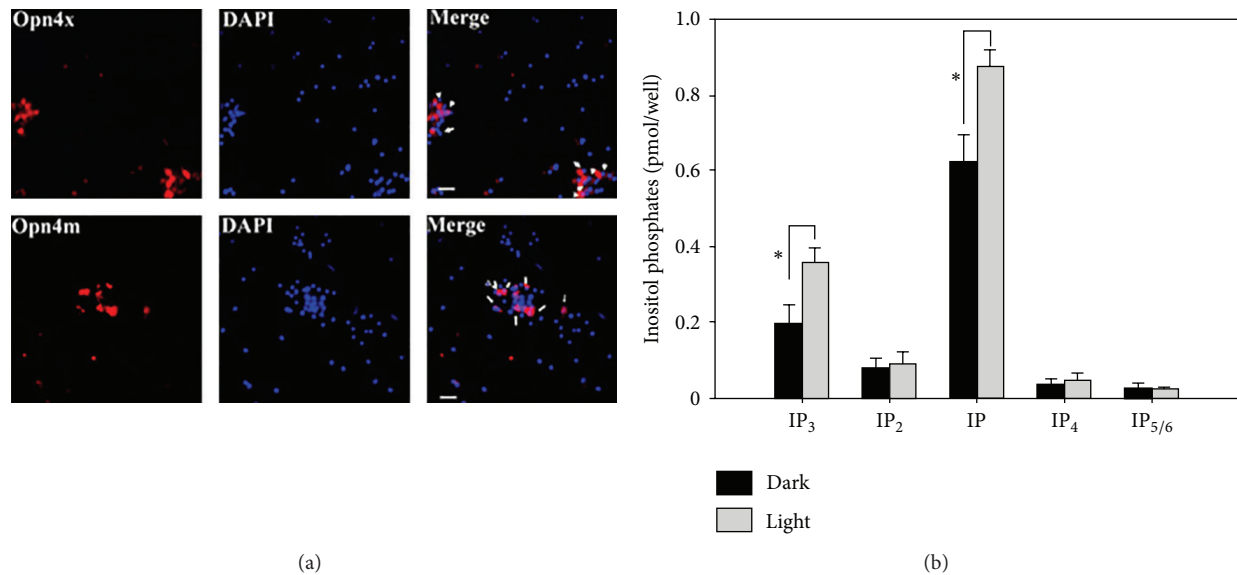 Opn4x
DAPI
Merge
Opn4m
DAPI
Merge
(a)
Inositol phosphates (pmol/well)
1.0
0.8
0.6
0.4
0.2
0
*
*
IP₃
IP₂
IP
IP₄
IP₅/₆
Dark
Light
(b)